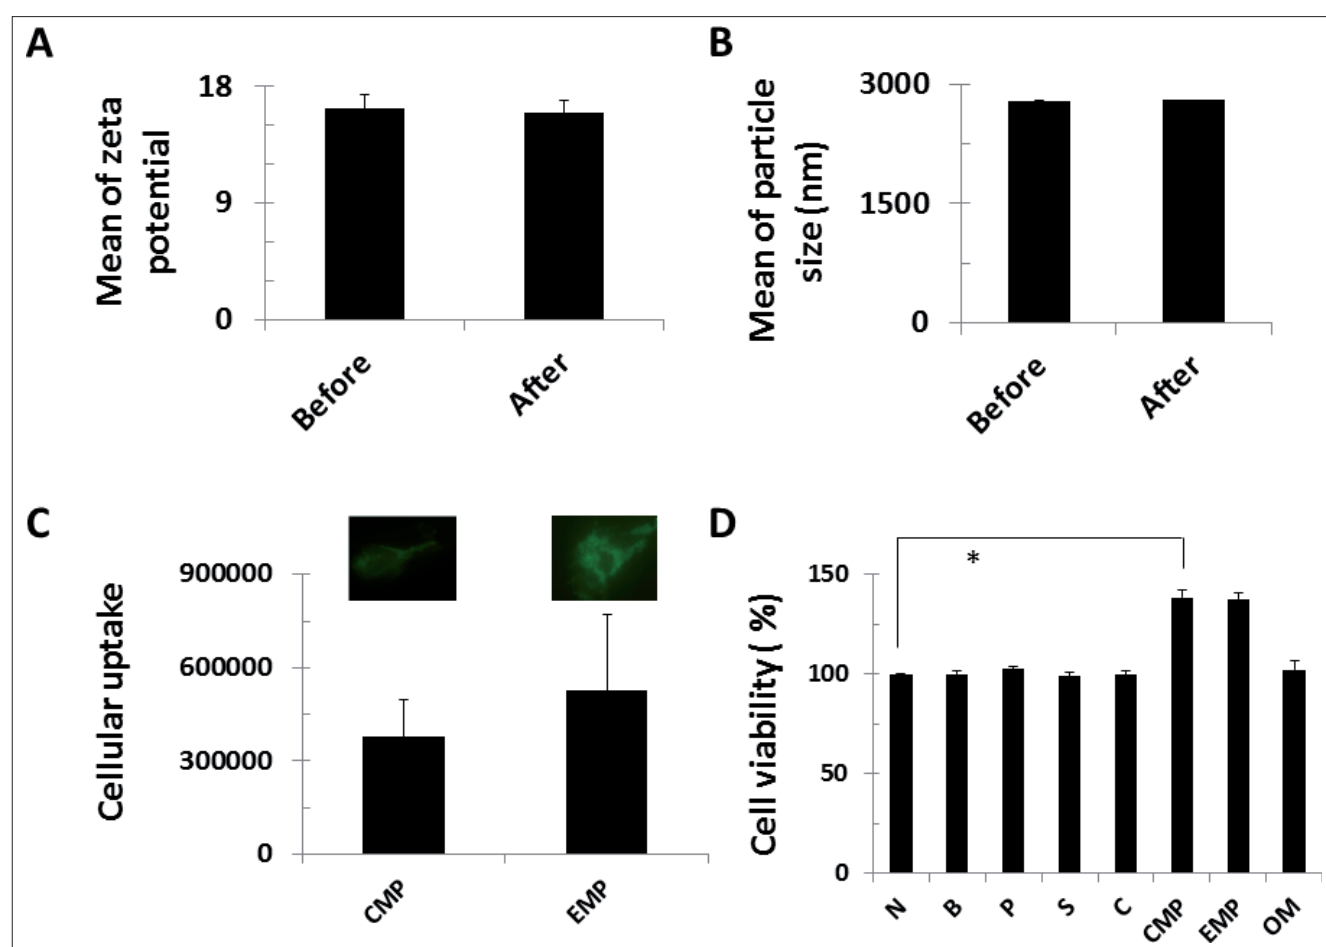 A
Mean of zeta
potential
18
9
0
Before
After
B
Mean of particle
size (nm)
3000
1500
0
Before
After
C
Cellular uptake
900000
600000
300000
0
CMP
EMP
D
Cell viability ( %)
150
100
50
0
*
N
B
P
S
C
CMP
EMP
OM